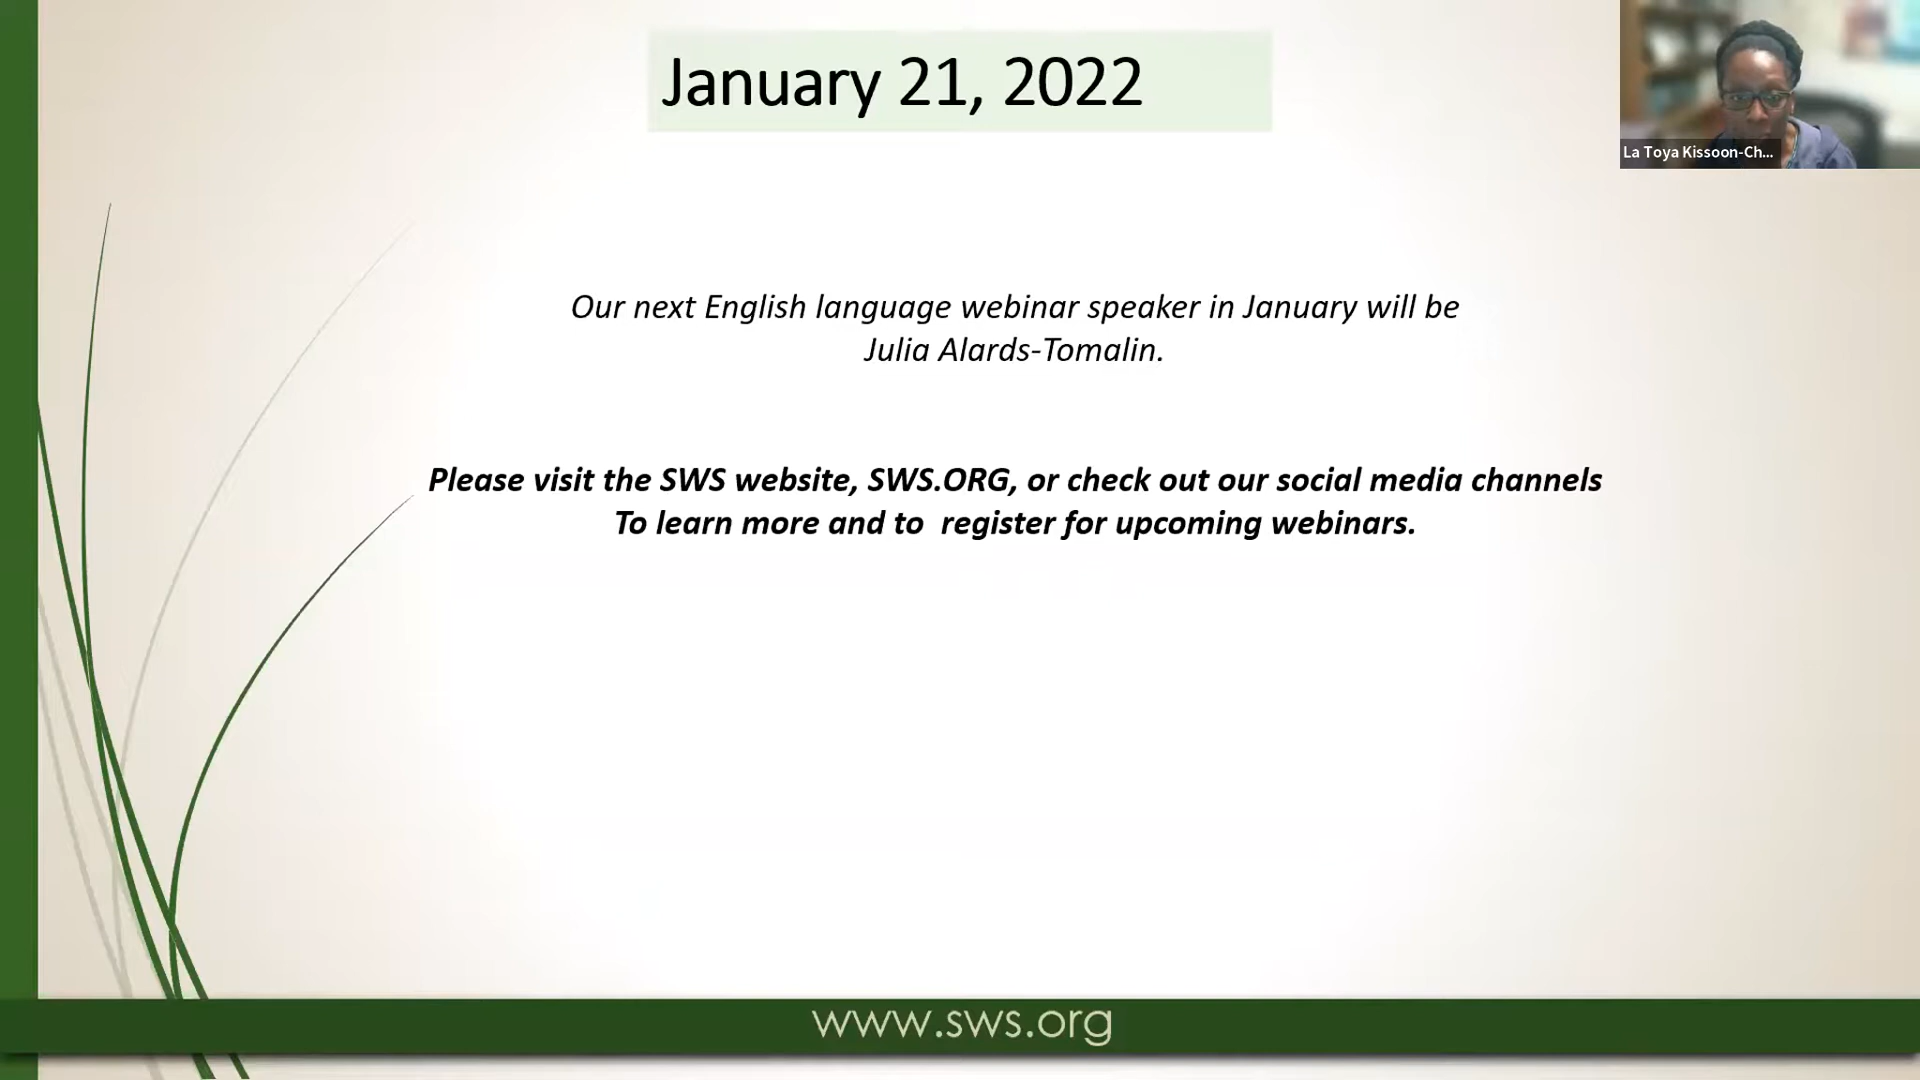 January 21, 2022
La Toya Kissoon-Ch...
Our next English language webinar speaker in January will be
Julia Alards-Tomalin.
Please visit the SWS website, SWS.ORG, or check out our social media channels
To learn more and to  register for upcoming webinars.
www.sws.org